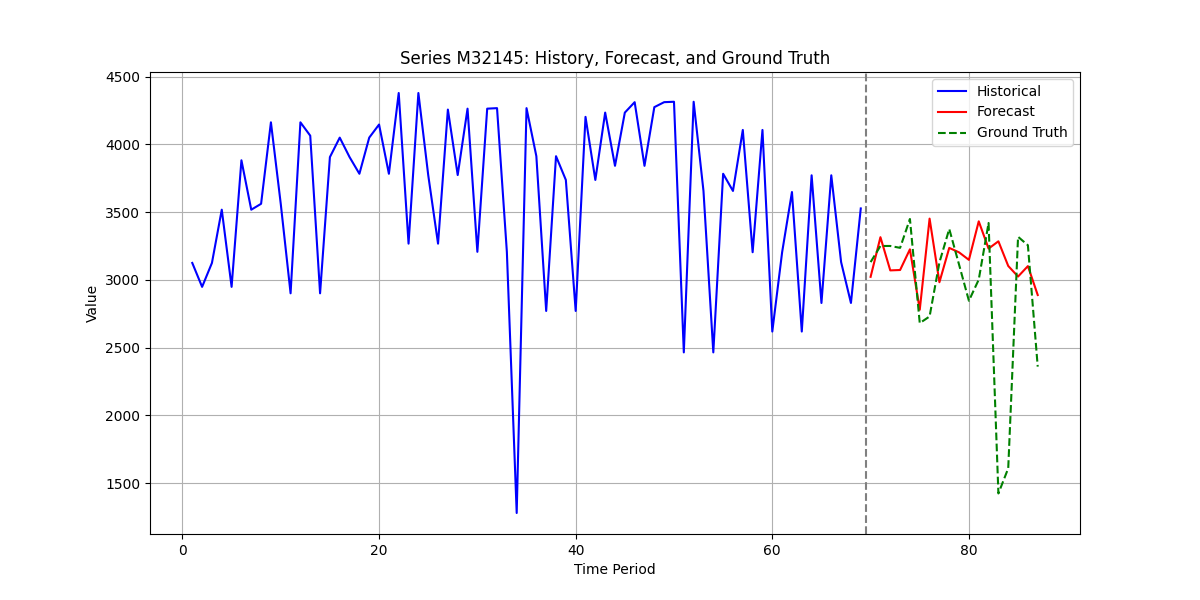 Series M32145: History, Forecast, and Ground Truth
4500
4000
3500
3000
2500
2000
1500
Value
0
20
40
60
80
Time Period
Historical
Forecast
Ground Truth